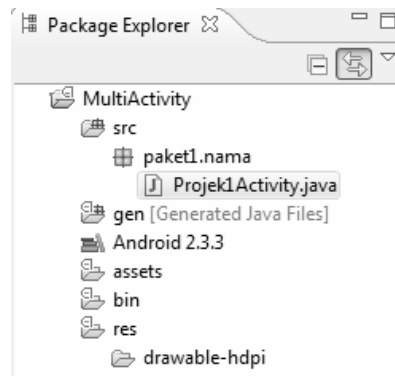 Package Explorer
MultiActivity
src
paket1.nama
Projek1Activity.java
gen [Generated Java Files]
Android 2.3.3
assets
bin
res
drawable-hdpi